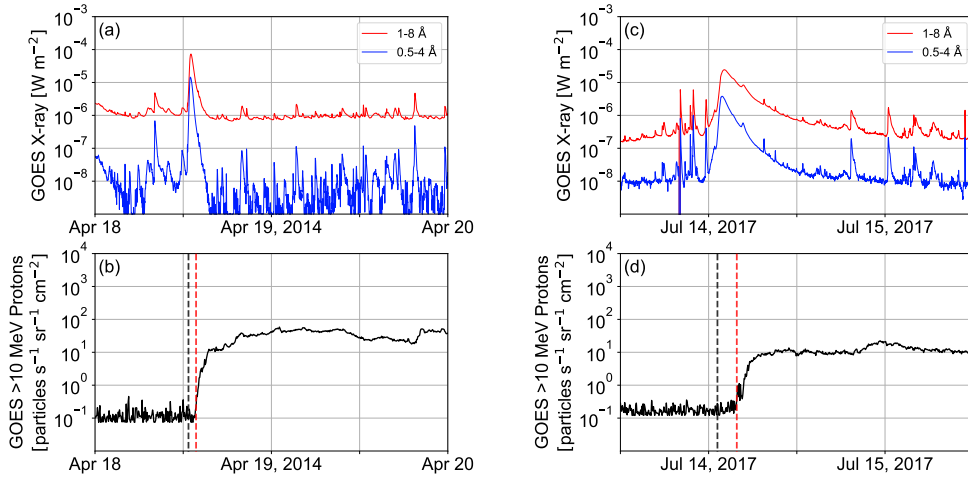 (a)
1-8 Å
0.5-4 Å
GOES X-ray [W m⁻²]
10⁻³
10⁻⁴
10⁻⁵
10⁻⁶
10⁻⁷
10⁻⁸
Apr 18
Apr 19, 2014
Apr 20
(c)
1-8 Å
0.5-4 Å
GOES X-ray [W m⁻²]
10⁻³
10⁻⁴
10⁻⁵
10⁻⁶
10⁻⁷
10⁻⁸
Jul 14, 2017
Jul 15, 2017
(b)
GOES >10 MeV Protons
[particles s⁻¹ sr⁻¹ cm⁻²]
10⁴
10³
10²
10¹
10⁰
10⁻¹
Apr 18
Apr 19, 2014
Apr 20
(d)
GOES >10 MeV Protons
[particles s⁻¹ sr⁻¹ cm⁻²]
10⁴
10³
10²
10¹
10⁰
10⁻¹
Jul 14, 2017
Jul 15, 2017